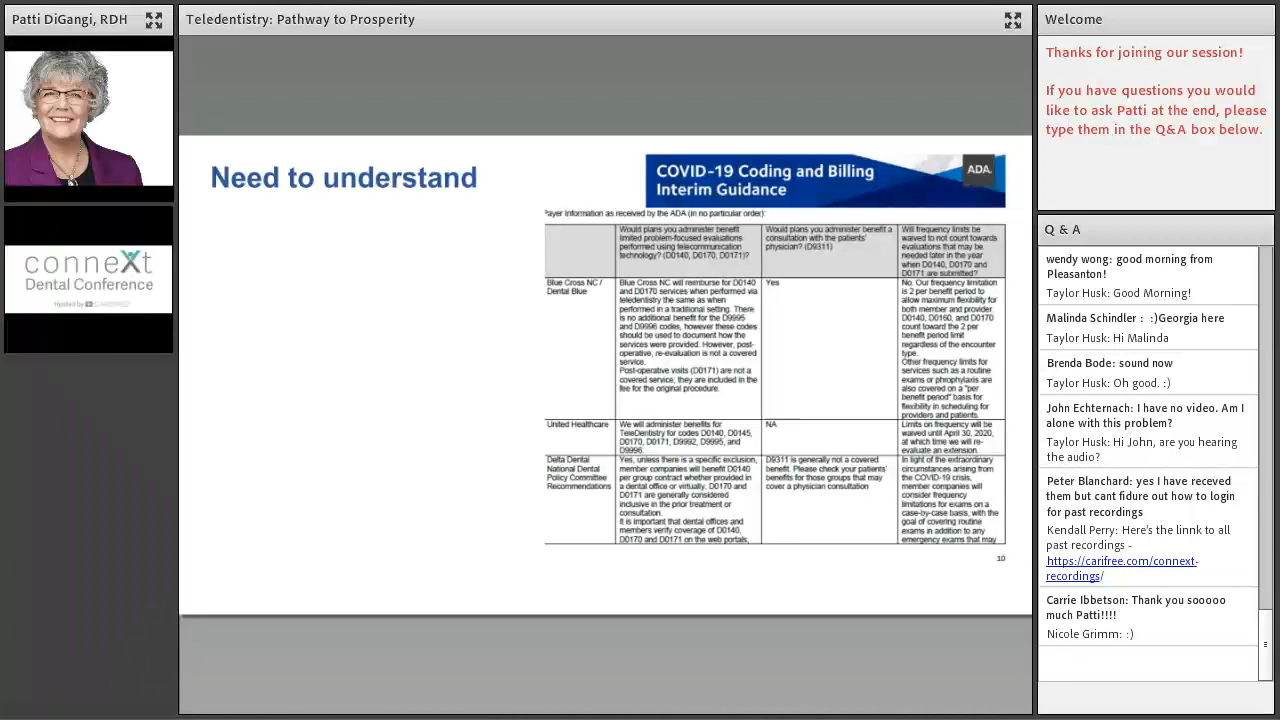 Patti DiGangi, RDH
Teledentistry: Pathway to Prosperity
Welcome
Thanks for joining our session!
If you have questions you would
like to ask Patti at the end, please
type them in the Q&A box below.
conneXt
Dental Conference
Hosted by
Need to understand
COVID-19 Coding and Billing
Interim Guidance
ADA.
Payer Information as received by the ADA (in no particular order):
Would plans you administer benefit
limited problem-focused evaluations
performed using telecommunication
technology? (D0140, D0170, D0171)?
Would plans you administer benefit a
consultation with the patients'
physician? (D9311)
Will frequency limits be
waived to not count towards
evaluations that may be
needed later in the year
when D0140, D0170 and
D0171 are submitted?
Blue Cross NC /
Dental Blue
Blue Cross NC will reimburse for D0140
and D0170 services when performed via
teledentistry the same as when
performed in a traditional setting. There
is no additional benefit for the D9995
and D9996 codes, however these codes
should be used to document how the
services were provided. However, post-
operative, re-evaluation is not a covered
service.
Post-operative visits (D0171) are not a
covered service; they are included in the
fee for the original procedure.
Yes
No. Our frequency limitation
is 2 per benefit period to
allow maximum flexibility for
both member and provider.
D0140, D0160, and D0170
count toward the 2 per
benefit period limit
regardless of the encounter
type.
Other frequency limits for
services such as a routine
exams or phrophylaxis are
also covered on a "per
benefit period" basis for
flexibility in scheduling for
providers and patients.
United Healthcare
We will administer benefits for
TeleDentistry for codes D0140, D0145,
D0170, D0171, D9992, D9995, and
D9996.
NA
Limits on frequency will be
waived until April 30, 2020,
at which time we will re-
evaluate an extension.
Delta Dental
National Dental
Policy Committee
Recommendations
Yes, unless there is a specific exclusion,
member companies will benefit D0140
per group contract whether provided in
a dental office or virtually. D0170 and
D0171 are generally considered
inclusive in the prior treatment or
consultation.
It is important that dental offices and
members verify coverage of D0140,
D0170 and D0171 on the web portals,
D9311 is generally not a covered
benefit. Please check your patients'
benefits for those groups that may
cover a physician consultation
In light of the extraordinary
circumstances arising from
the COVID-19 crisis,
member companies will
consider frequency
limitations for exams on a
case-by-case basis, with the
goal of covering routine
exams in addition to any
emergency exams that may
10
Q & A
wendy wong: good morning from
Pleasanton!
Taylor Husk: Good Morning!
Malinda Schindler : :)Georgia here
Taylor Husk: Hi Malinda
Brenda Bode: sound now
Taylor Husk: Oh good. :)
John Echternach: I have no video. Am I
alone with this problem?
Taylor Husk: Hi John, are you hearing
the audio?
Peter Blanchard: yes I have receved
them but cant fidure out how to login
for past recordings
Kendall Perry: Here's the linnk to all
past recordings -
https://carifree.com/connext-
recordings/
Carrie Ibbetson: Thank you sooooo
much Patti!!!!
Nicole Grimm: :)